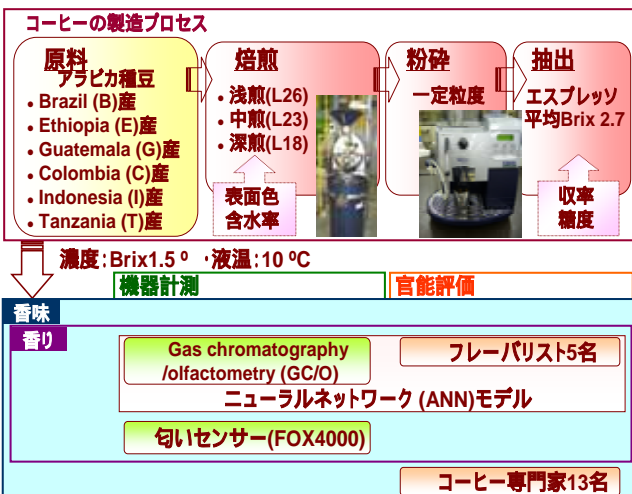 コーヒーの製造プロセス
原料
アラビカ種豆
• Brazil (B)産
• Ethiopia (E)産
• Guatemala (G)産
• Colombia (C)産
• Indonesia (I)産
• Tanzania (T)産
焙煎
• 浅煎(L26)
• 中煎(L23)
• 深煎(L18)
表面色
含水率
粉砕
一定粒度
抽出
エスプレッソ
平均Brix 2.7
収率
糖度
濃度:Brix1.5 º ・液温:10 ºC
機器計測
官能評価
香味
香り
Gas chromatography
/olfactometry (GC/O)
フレーバリスト5名
ニューラルネットワーク (ANN)モデル
匂いセンサー(FOX4000)
コーヒー専門家13名